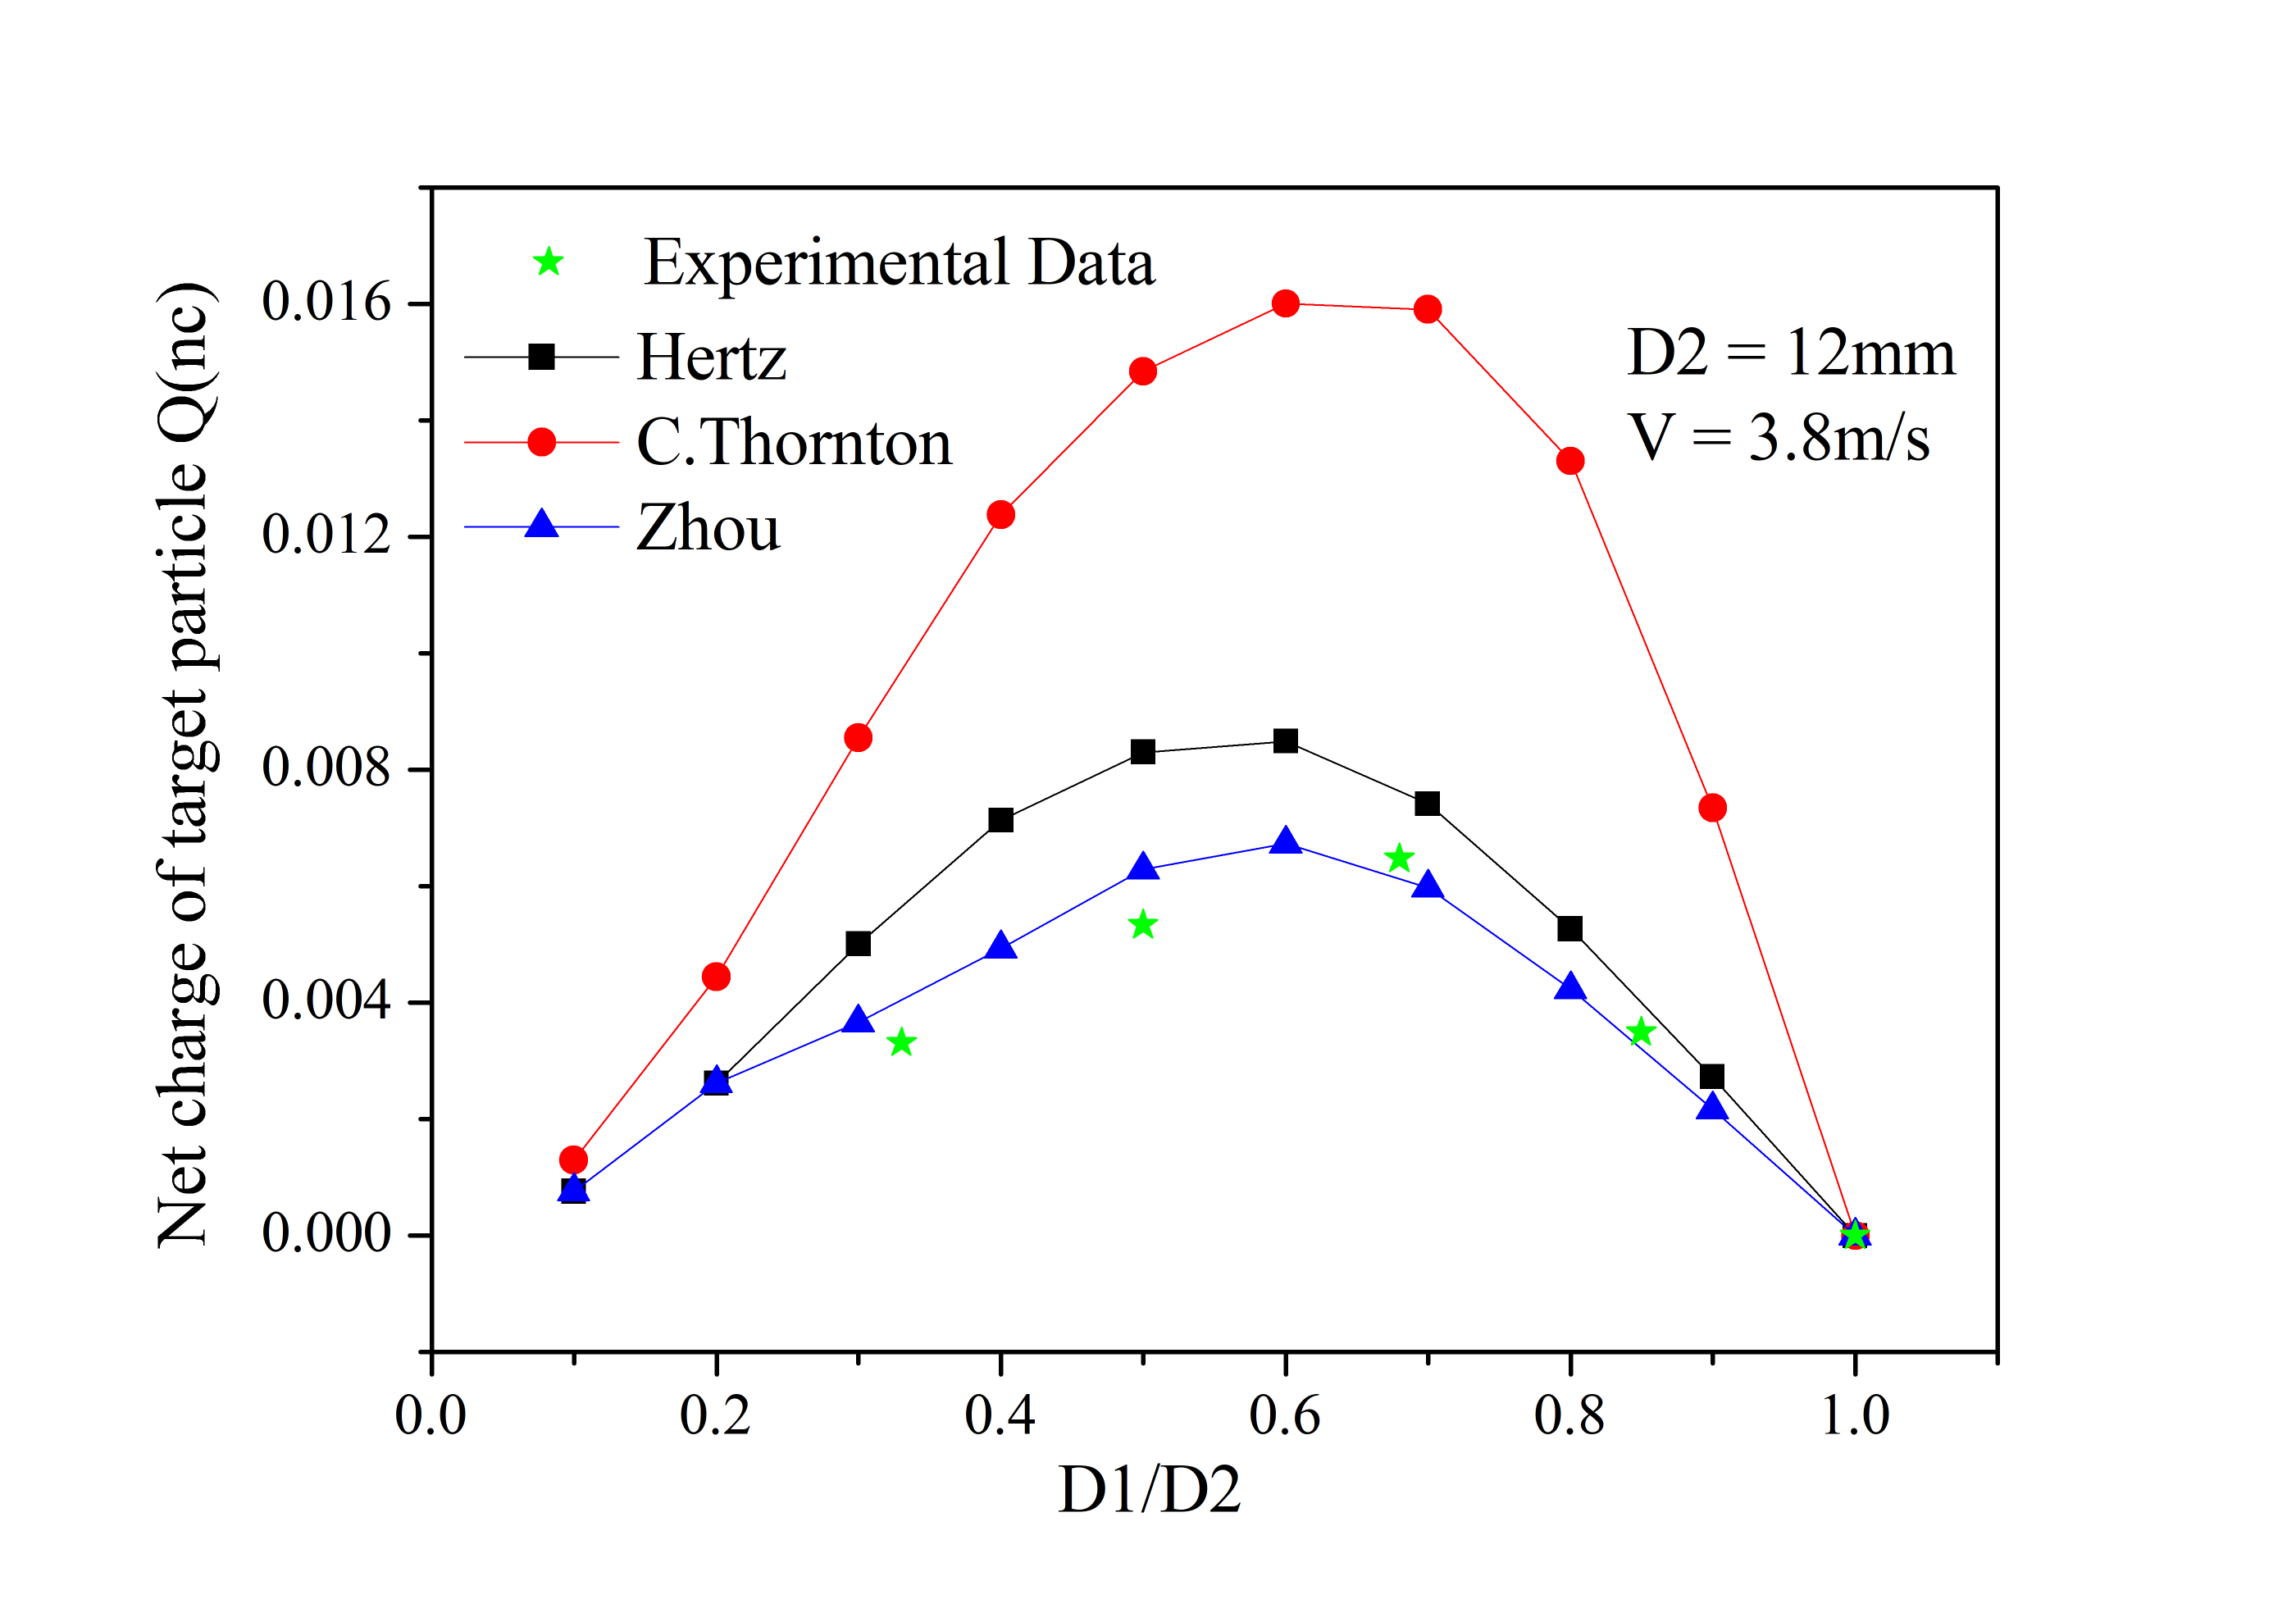 Experimental Data
Hertz
C.Thornton
Zhou
D2 = 12mm
V = 3.8m/s
Net charge of target particle Q(nc)
0.016
0.012
0.008
0.004
0.000
0.0 0.2 0.4 0.6 0.8 1.0
D1/D2